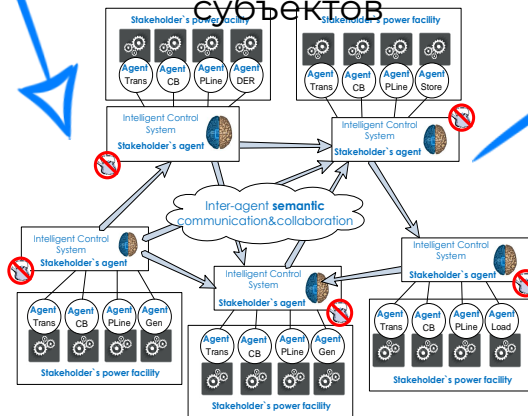 субъектов
Stakeholder`s power facility
Agent Trans
Agent CB
Agent PLine
Agent DER
Stakeholder`s power facility
Agent Trans
Agent CB
Agent PLine
Agent Store
Intelligent Control
System
Stakeholder`s agent
Intelligent Control
System
Stakeholder`s agent
Inter-agent semantic
communication&collaboration
Intelligent Control
System
Stakeholder`s agent
Intelligent Control
System
Stakeholder`s agent
Intelligent Control
System
Stakeholder`s agent
Agent Trans
Agent CB
Agent PLine
Agent Gen
Stakeholder`s power facility
Agent Trans
Agent CB
Agent PLine
Agent Gen
Stakeholder`s power facility
Agent Trans
Agent CB
Agent PLine
Agent Load
Stakeholder`s power facility